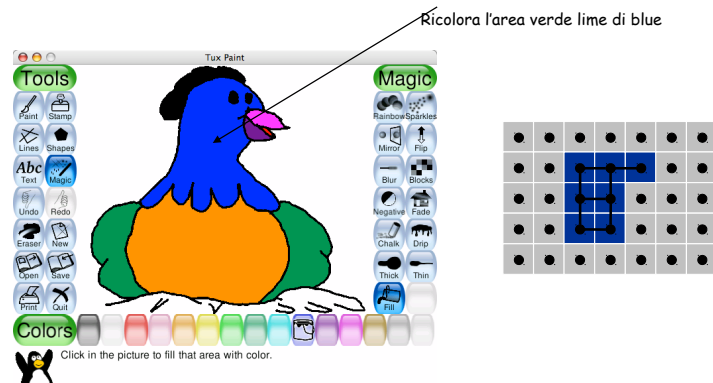 Ricolora l'area verde lime di blue
Tux Paint
Tools
Magic
Paint Stamp
Rainbow Sparkles
Lines Shapes
Mirror Flip
Abc
Text Magic
Blur Blocks
Undo Redo
Negative Fade
Eraser New
Chalk Drip
Open Save
Thick Thin
Print Quit
Fill
Colors
Click in the picture to fill that area with color.